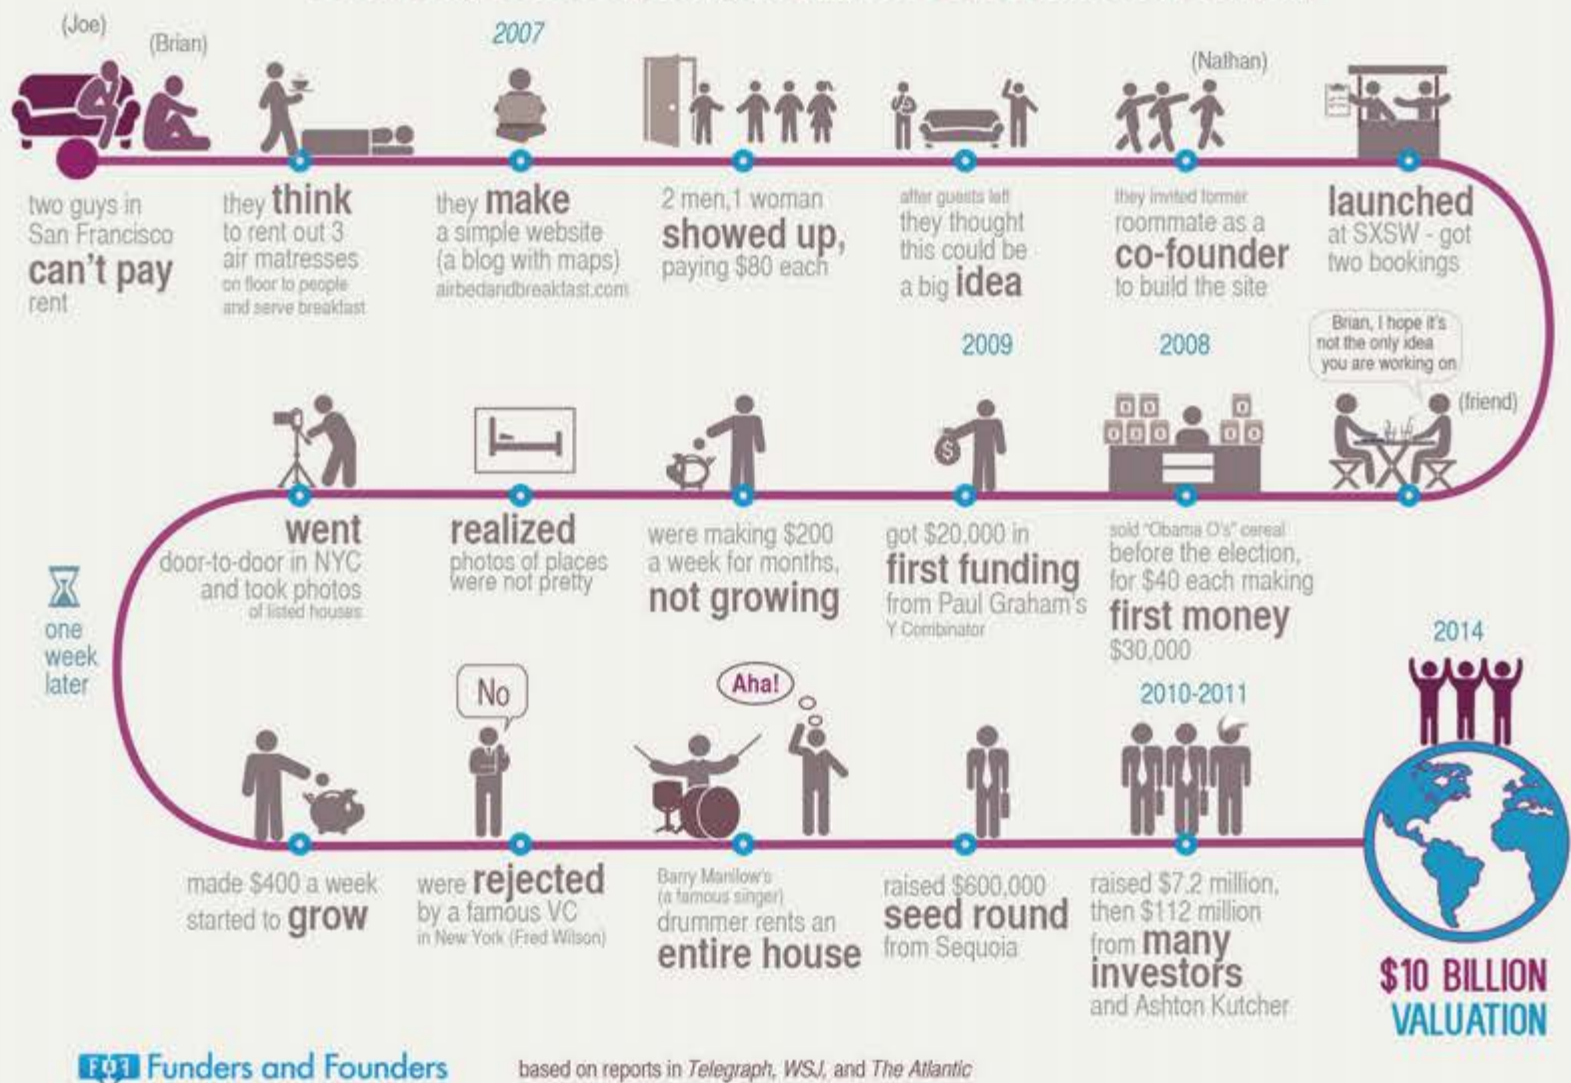 (Joe)
(Brian)
two guys in
San Francisco
can't pay
rent
they think
to rent out 3
air matresses
on floor to people
and serve breakfast
2007
they make
a simple website
(a blog with maps)
airbedandbreakfast.com
2 men,1 woman
showed up,
paying $80 each
after guests left
they thought
this could be
a big idea
(Nathan)
they invited former
roommate as a
co-founder
to build the site
launched
at SXSW - got
two bookings
Brian, I hope it's
not the only idea
you are working on
(friend)
2008
sold "Obama O's" cereal
before the election,
for $40 each making
first money
$30,000
2009
got $20,000 in
first funding
from Paul Graham's
Y Combinator
were making $200
a week for months,
not growing
realized
photos of places
were not pretty
went
door-to-door in NYC
and took photos
of listed houses
one
week
later
made $400 a week
started to grow
No
were rejected
by a famous VC
in New York (Fred Wilson)
Aha!
Barry Manilow's
(a famous singer)
drummer rents an
entire house
raised $600,000
seed round
from Sequoia
2010-2011
raised $7.2 million,
then $112 million
from many
investors
and Ashton Kutcher
2014
$10 BILLION
VALUATION
Funders and Founders
based on reports in Telegraph, WSJ, and The Atlantic